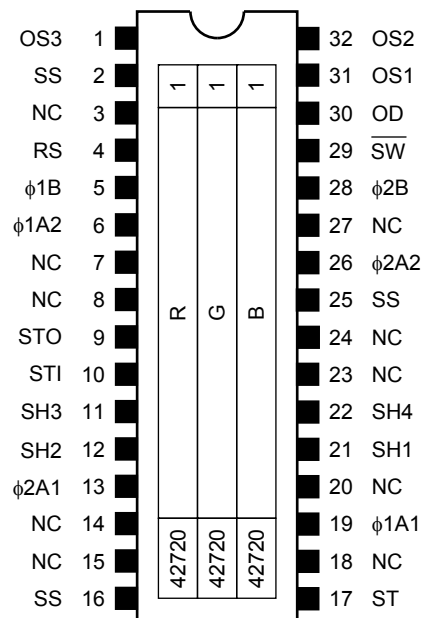 OS3 1 32 OS2
SS 2 31 OS1
NC 3 30 OD
RS 4 29 S̅W̅
ϕ1B 5 28 ϕ2B
ϕ1A2 6 27 NC
NC 7 26 ϕ2A2
NC 8 25 SS
STO 9 24 NC
STI 10 23 NC
SH3 11 22 SH4
SH2 12 21 SH1
ϕ2A1 13 20 NC
NC 14 19 ϕ1A1
NC 15 18 NC
SS 16 17 ST
1 1 1
R G B
42720 42720 42720